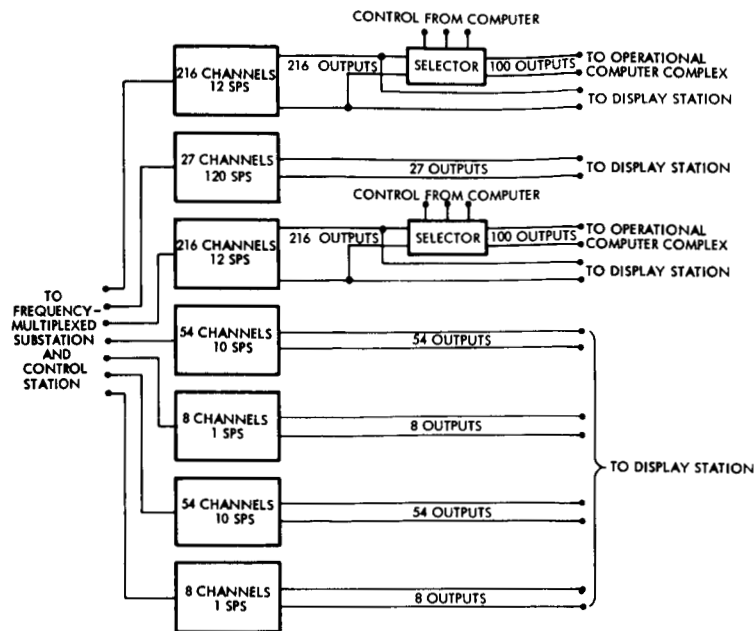 CONTROL FROM COMPUTER
216 CHANNELS
12 SPS
216 OUTPUTS
SELECTOR
100 OUTPUTS
TO OPERATIONAL
COMPUTER COMPLEX
TO DISPLAY STATION
27 CHANNELS
120 SPS
27 OUTPUTS
TO DISPLAY STATION
CONTROL FROM COMPUTER
216 CHANNELS
12 SPS
216 OUTPUTS
SELECTOR
100 OUTPUTS
TO OPERATIONAL
COMPUTER COMPLEX
TO DISPLAY STATION
TO
FREQUENCY-
MULTIPLEXED
SUBSTATION
AND
CONTROL
STATION
54 CHANNELS
10 SPS
54 OUTPUTS
8 CHANNELS
1 SPS
8 OUTPUTS
TO DISPLAY STATION
54 CHANNELS
10 SPS
54 OUTPUTS
8 CHANNELS
1 SPS
8 OUTPUTS